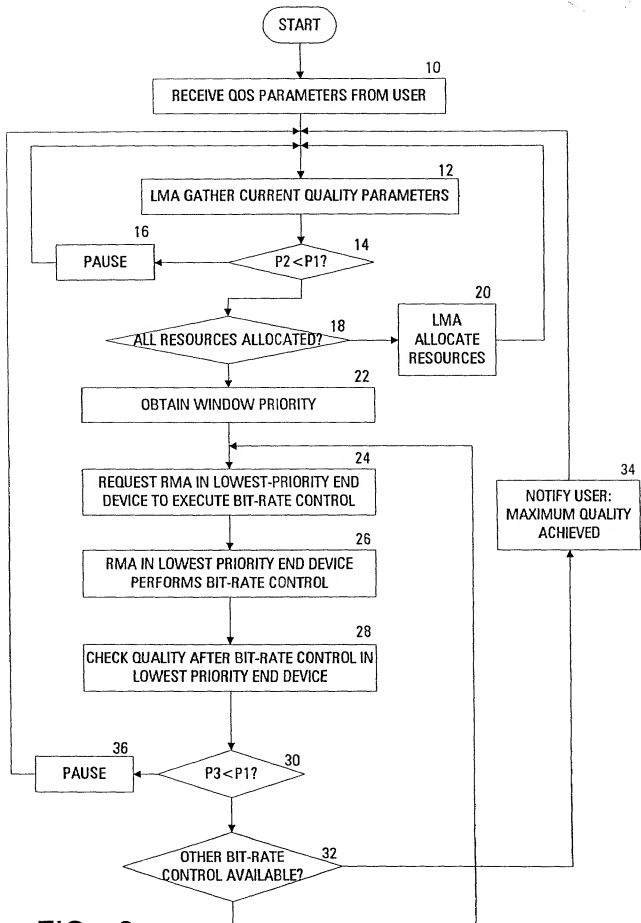 START
10
RECEIVE QOS PARAMETERS FROM USER
12
LMA GATHER CURRENT QUALITY PARAMETERS
16
PAUSE
14
P2<P1?
18
ALL RESOURCES ALLOCATED?
20
LMA
ALLOCATE
RESOURCES
22
OBTAIN WINDOW PRIORITY
24
REQUEST RMA IN LOWEST-PRIORITY END
DEVICE TO EXECUTE BIT-RATE CONTROL
34
NOTIFY USER:
MAXIMUM QUALITY
ACHIEVED
26
RMA IN LOWEST PRIORITY END DEVICE
PERFORMS BIT-RATE CONTROL
28
CHECK QUALITY AFTER BIT-RATE CONTROL IN
LOWEST PRIORITY END DEVICE
36
PAUSE
30
P3<P1?
32
OTHER BIT-RATE
CONTROL AVAILABLE?